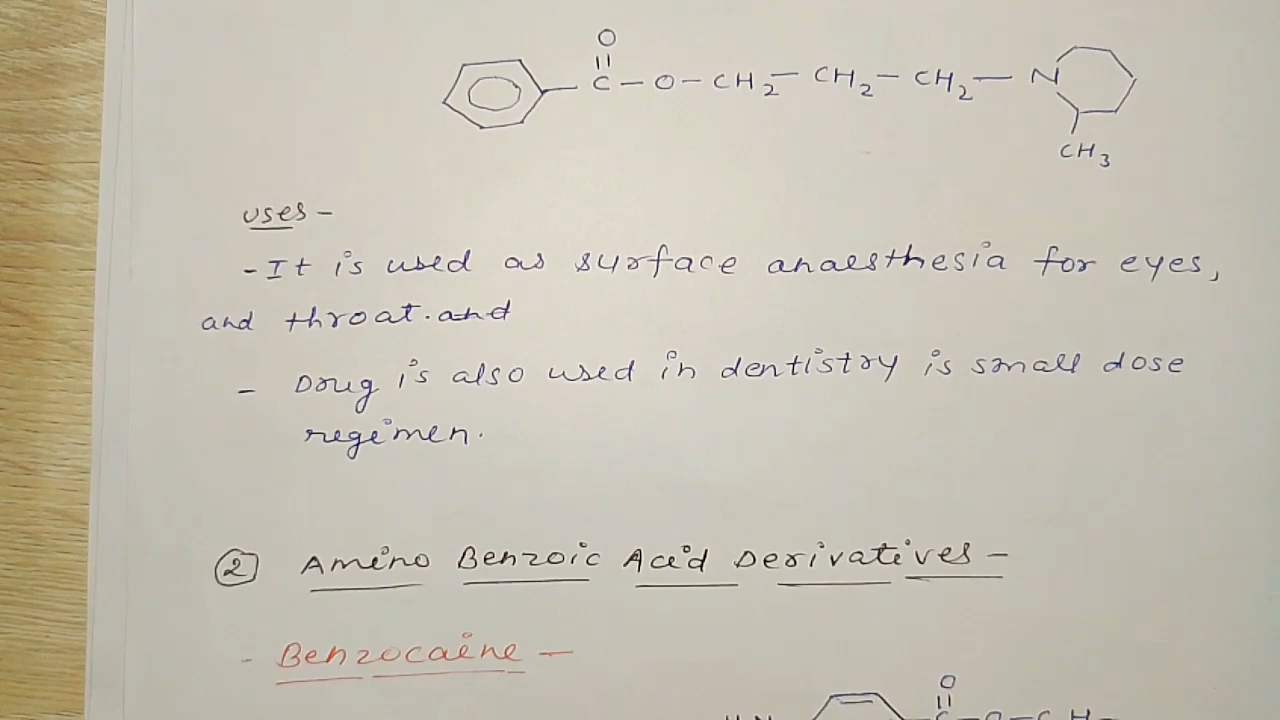 O
||
C - O - CH2 - CH2 - CH2 - N
CH3
uses -
- It is used as surface anaesthesia for eyes,
and throat. and
- Drug is also used in dentistry is small dose
regimen.
② Amino Benzoic Acid Derivatives -
- Benzocaine -
O
||